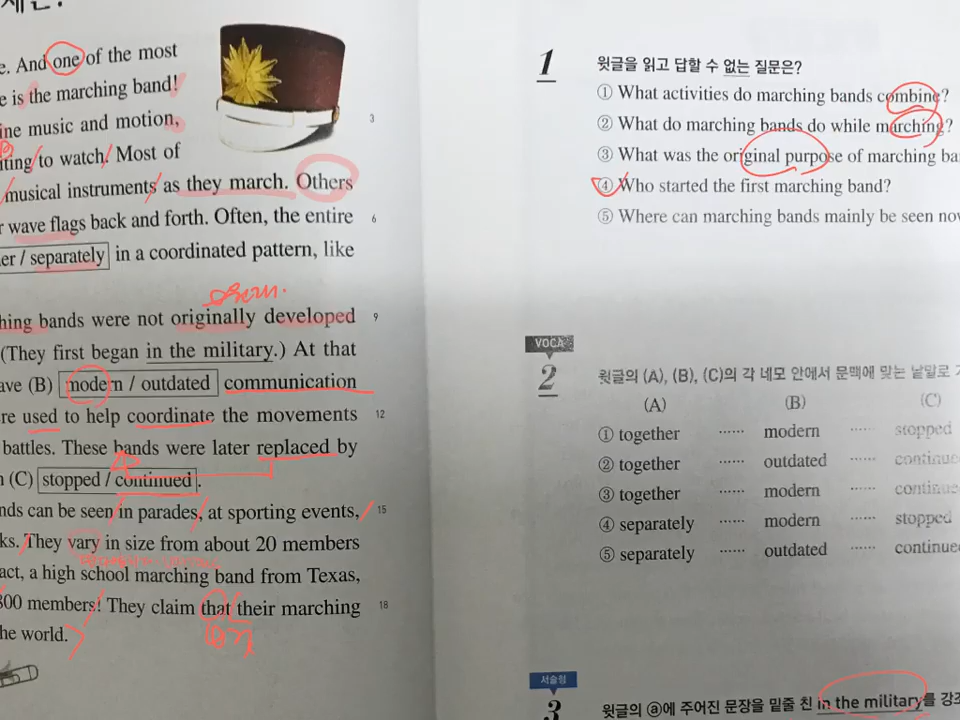 e. And one of the most
e is the marching band!
ine music and motion,
iting to watch. Most of
musical instruments as they march. Others
r wave flags back and forth. Often, the entire
er / separately in a coordinated pattern, like
hing bands were not originally developed
(They first began in the military.) At that
ave (B) modern / outdated communication
re used to help coordinate the movements
battles. These bands were later replaced by
n (C) stopped / continued.
nds can be seen in parades, at sporting events,
ks. They vary in size from about 20 members
act, a high school marching band from Texas,
300 members! They claim that their marching
he world.
3
6
9
12
15
18
1 윗글을 읽고 답할 수 없는 질문은?
① What activities do marching bands combine?
② What do marching bands do while marching?
③ What was the original purpose of marching ba
④ Who started the first marching band?
⑤ Where can marching bands mainly be seen nov
VOCA
2 윗글의 (A), (B), (C)의 각 네모 안에서 문맥에 맞는 낱말로
(A) (B) (C)
① together ...... modern ...... stopped
② together ...... outdated ...... continue
③ together ...... modern ...... continue
④ separately ...... modern ...... stopped
⑤ separately ...... outdated ...... continue
서술형
3 윗글의 ⓐ에 주어진 문장을 밑줄 친 in the military를 강조